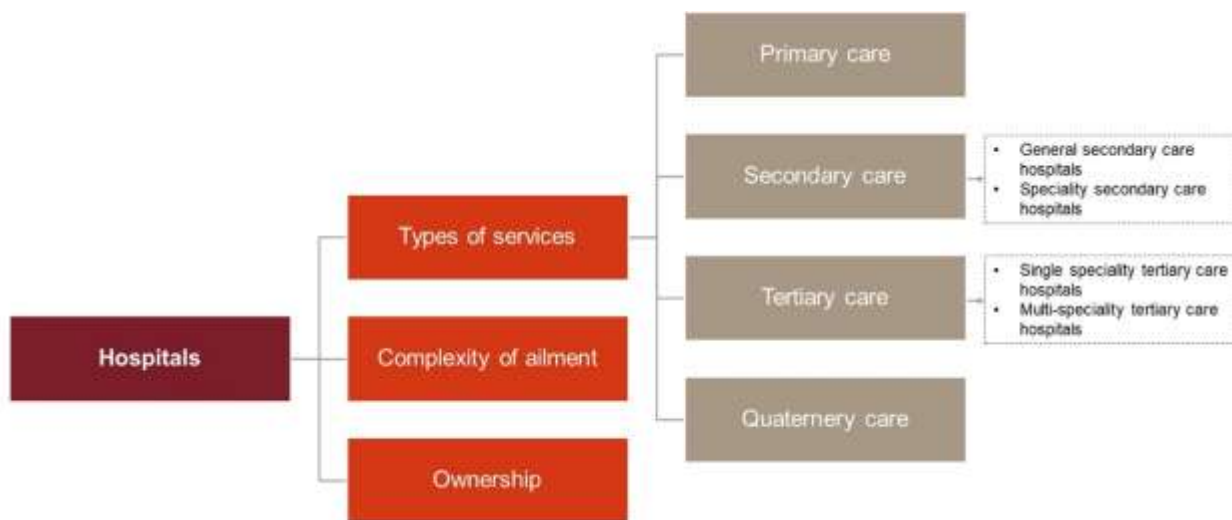 Primary care
Secondary care
• General secondary care
hospitals
• Speciality secondary care
hospitals
Types of services
Tertiary care
• Single speciality tertiary care
hospitals
• Multi-speciality tertiary care
hospitals
Hospitals
Complexity of ailment
Quaternery care
Ownership